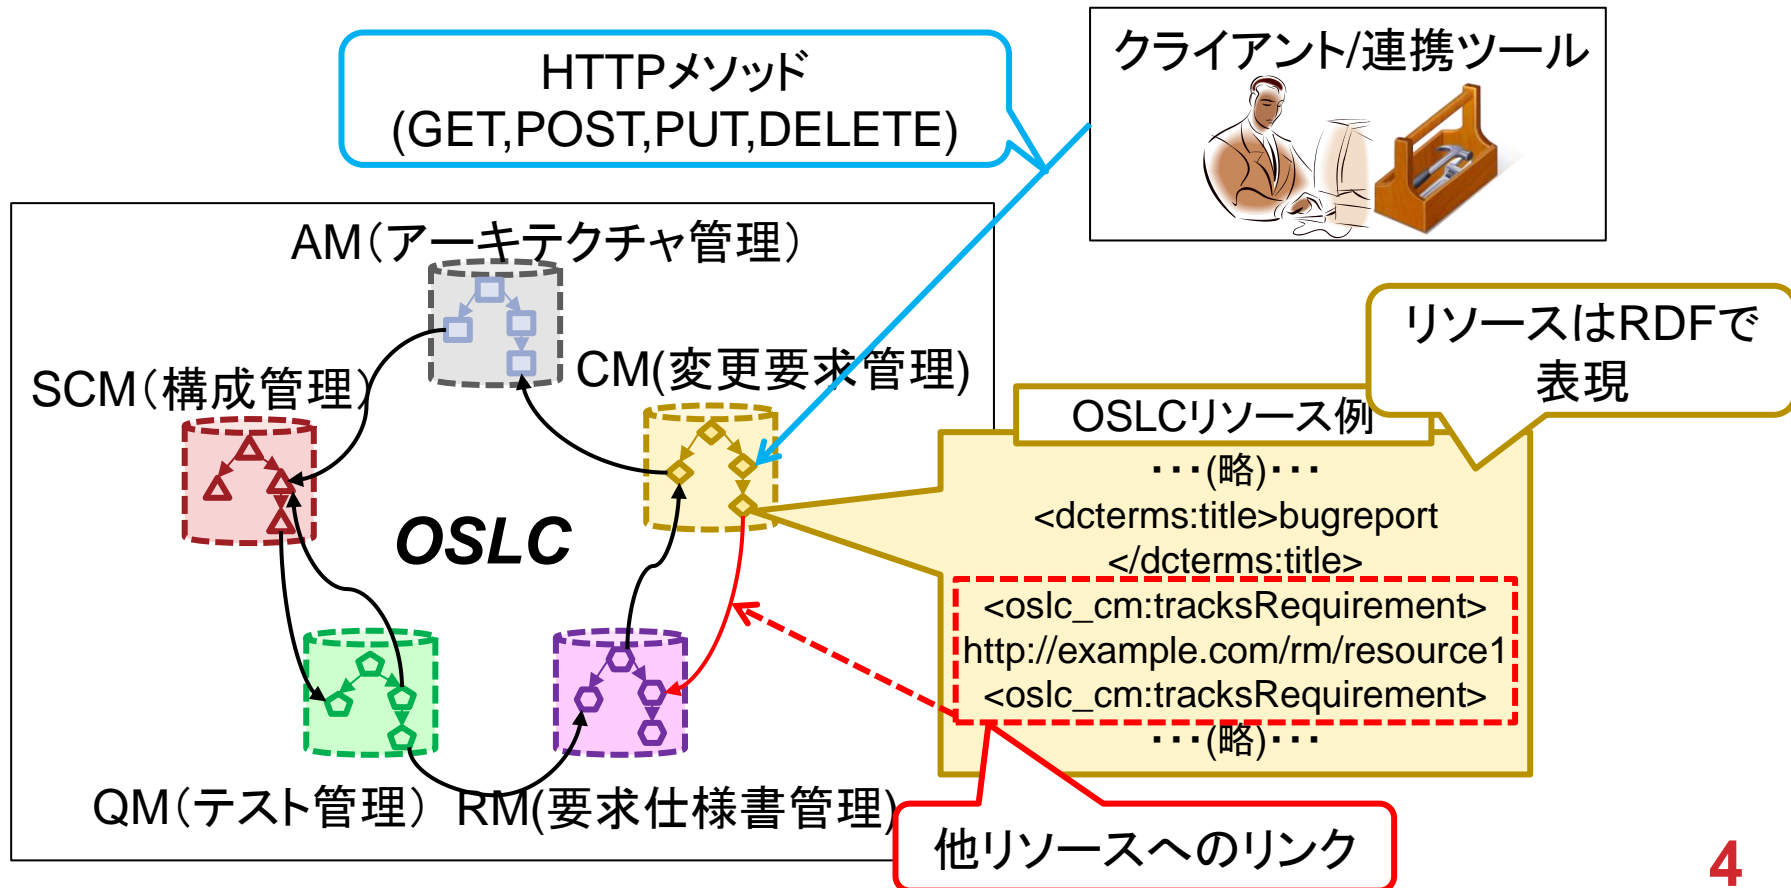 HTTPメソッド
(GET,POST,PUT,DELETE)
クライアント/連携ツール
AM（アーキテクチャ管理）
CM(変更要求管理)
SCM（構成管理）
OSLC
QM（テスト管理）
RM(要求仕様書管理)
リソースはRDFで
表現
OSLCリソース例
・・・(略)・・・
<dcterms:title>bugreport
</dcterms:title>
<oslc_cm:tracksRequirement>
http://example.com/rm/resource1
<oslc_cm:tracksRequirement>
・・・(略)・・・
他リソースへのリンク
4